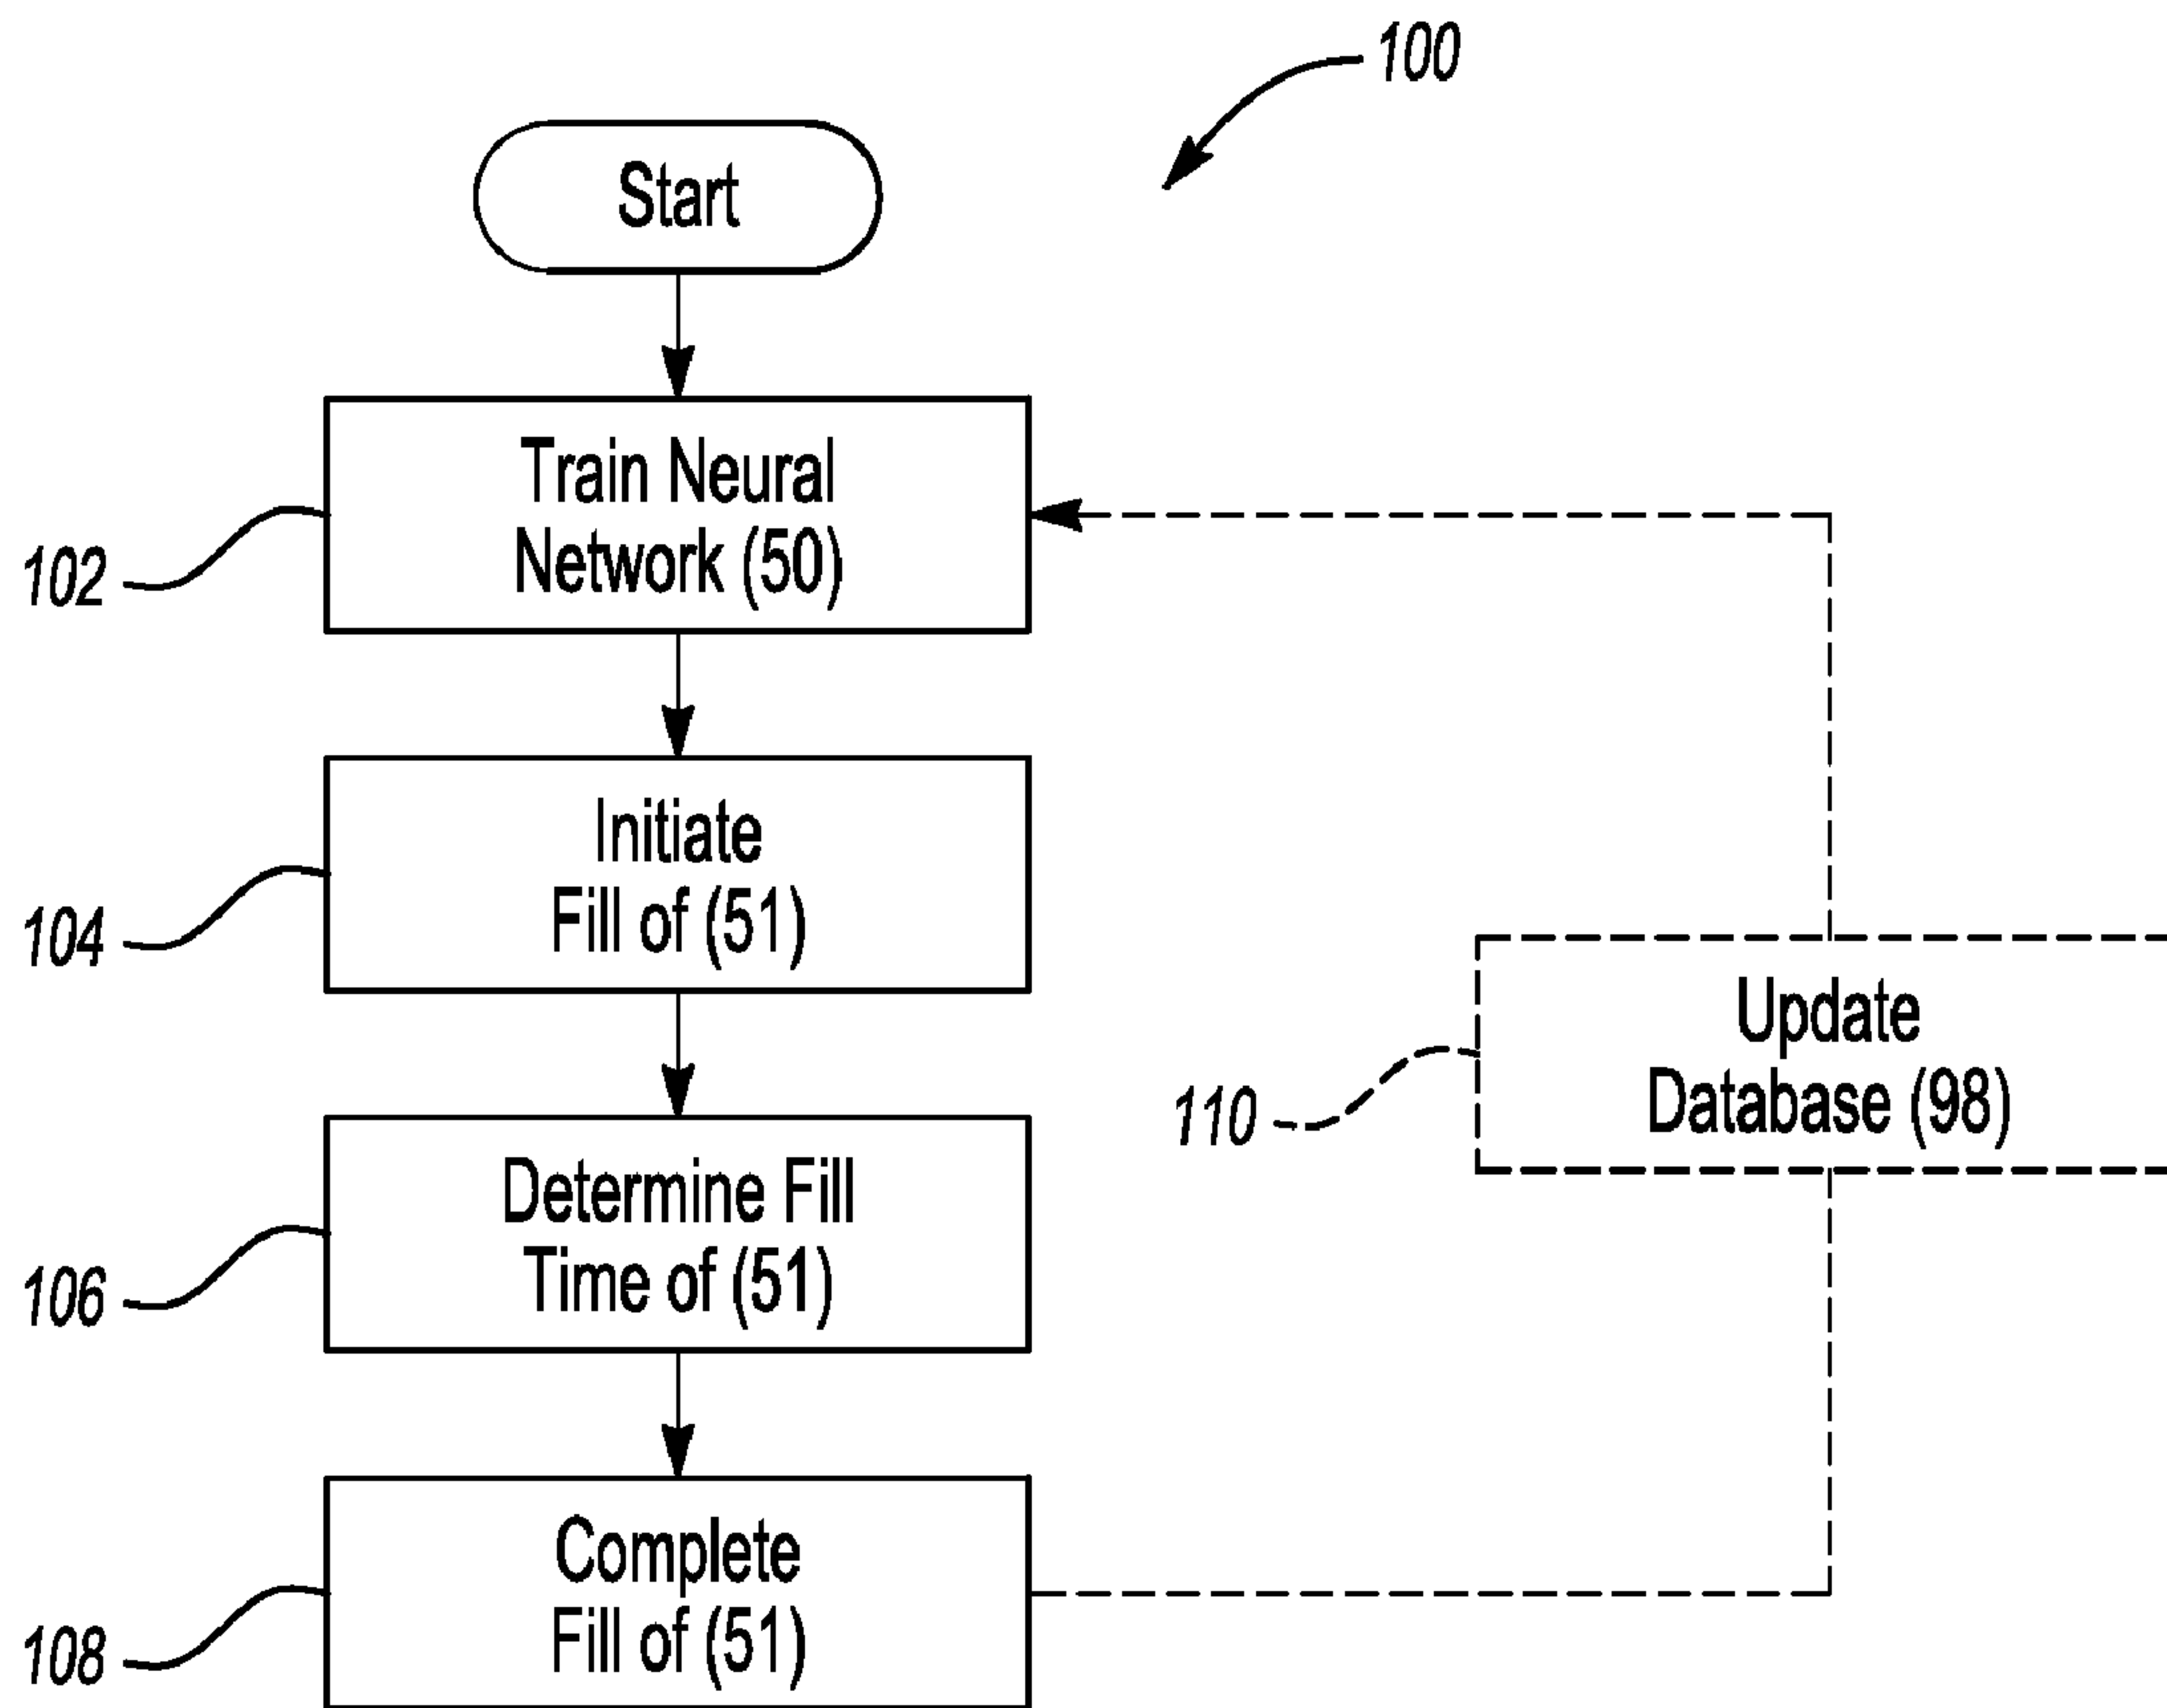 100
Start
Train Neural
Network (50)
102
Initiate
Fill of (51)
104
Update
Database (98)
110
Determine Fill
Time of (51)
106
Complete
Fill of (51)
108